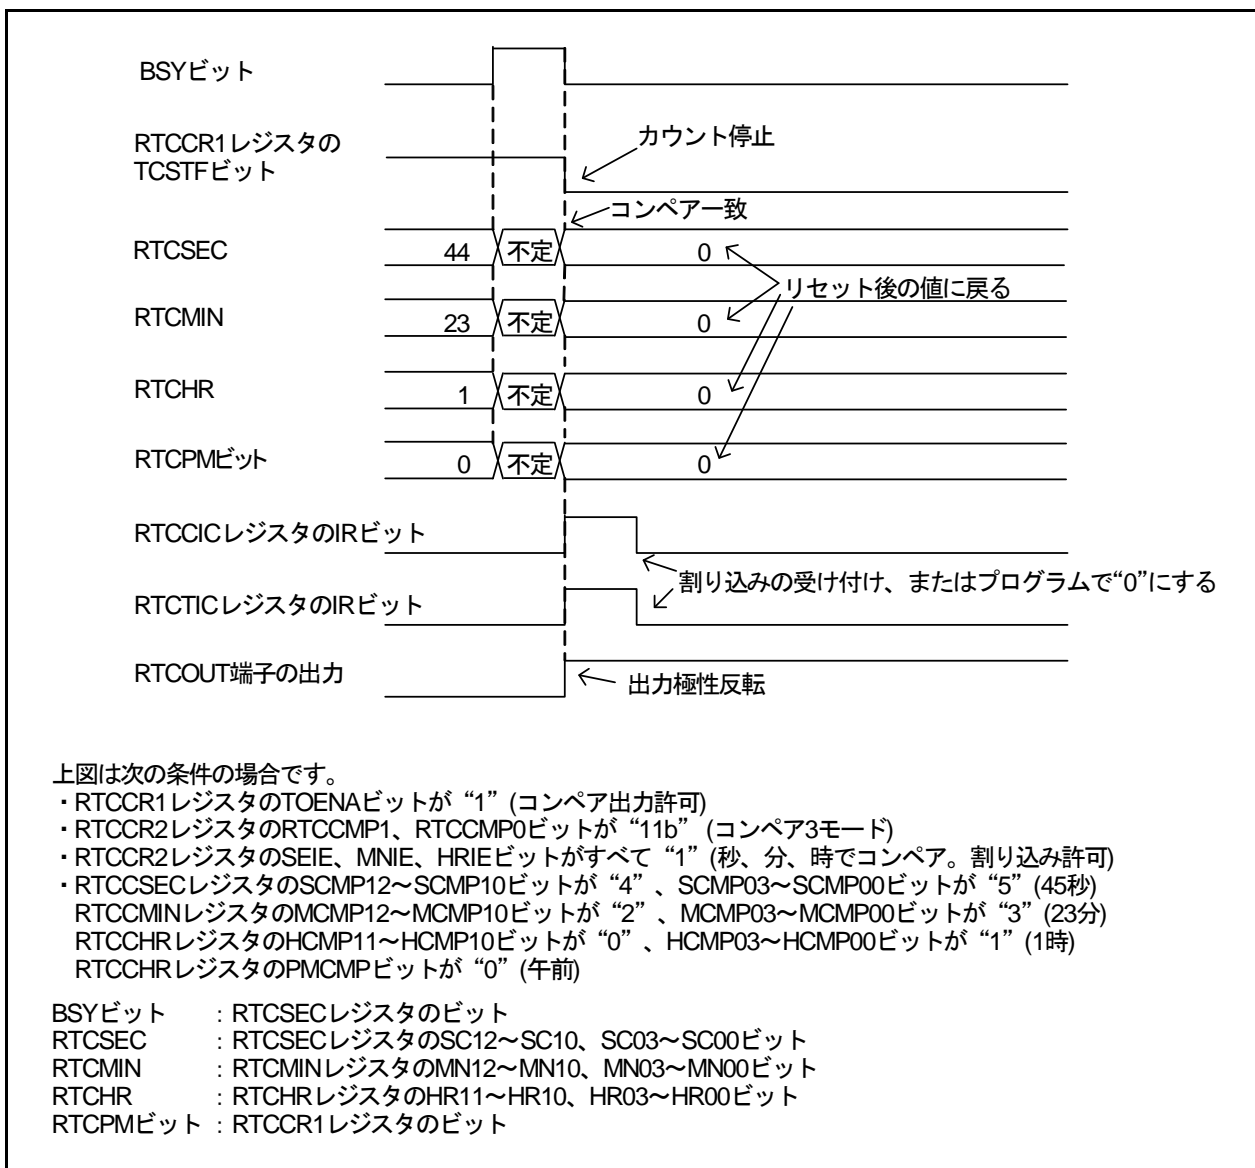 BSYビット
RTCCR1レジスタの
TCSTFビット
カウント停止
コンペア一致
RTCSEC 44 不定 0
リセット後の値に戻る
RTCMIN 23 不定 0
RTCHR 1 不定 0
RTCPMビット 0 不定 0
RTCCICレジスタのIRビット
割り込みの受け付け、またはプログラムで“0”にする
RTCTICレジスタのIRビット
RTCOUT端子の出力
出力極性反転
上図は次の条件の場合です。
・RTCCR1レジスタのTOENAビットが “1” (コンペア出力許可)
・RTCCR2レジスタのRTCCMP1、RTCCMP0ビットが “11b” (コンペア3モード)
・RTCCR2レジスタのSEIE、MNIE、HRIEビットがすべて “1” (秒、分、時でコンペア。割り込み許可)
・RTCCSECレジスタのSCMP12～SCMP10ビットが “4” 、SCMP03～SCMP00ビットが “5” (45秒)
RTCCMINレジスタのMCMP12～MCMP10ビットが “2” 、MCMP03～MCMP00ビットが “3” (23分)
RTCCHRレジスタのHCMP11～HCMP10ビットが “0” 、HCMP03～HCMP00ビットが “1” (1時)
RTCCHRレジスタのPMCMPビットが “0” (午前)
BSYビット : RTCSECレジスタのビット
RTCSEC : RTCSECレジスタのSC12～SC10、SC03～SC00ビット
RTCMIN : RTCMINレジスタのMN12～MN10、MN03～MN00ビット
RTCHR : RTCHRレジスタのHR11～HR10、HR03～HR00ビット
RTCPMビット : RTCCR1レジスタのビット